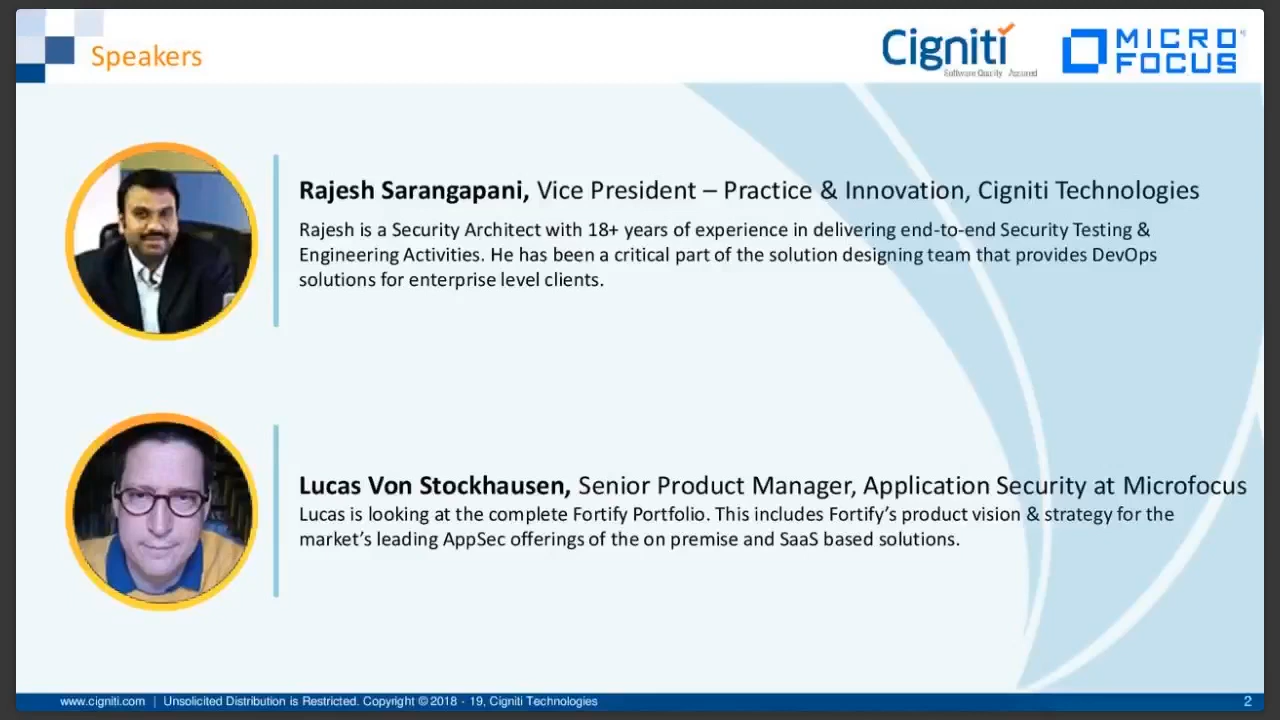 Speakers
Cigniti
Software Quality Assured
MICRO
FOCUS
Rajesh Sarangapani, Vice President – Practice & Innovation, Cigniti Technologies
Rajesh is a Security Architect with 18+ years of experience in delivering end-to-end Security Testing &
Engineering Activities. He has been a critical part of the solution designing team that provides DevOps
solutions for enterprise level clients.
Lucas Von Stockhausen, Senior Product Manager, Application Security at Microfocus
Lucas is looking at the complete Fortify Portfolio. This includes Fortify’s product vision & strategy for the
market’s leading AppSec offerings of the on premise and SaaS based solutions.
www.cigniti.com | Unsolicited Distribution is Restricted. Copyright © 2018 - 19, Cigniti Technologies
2